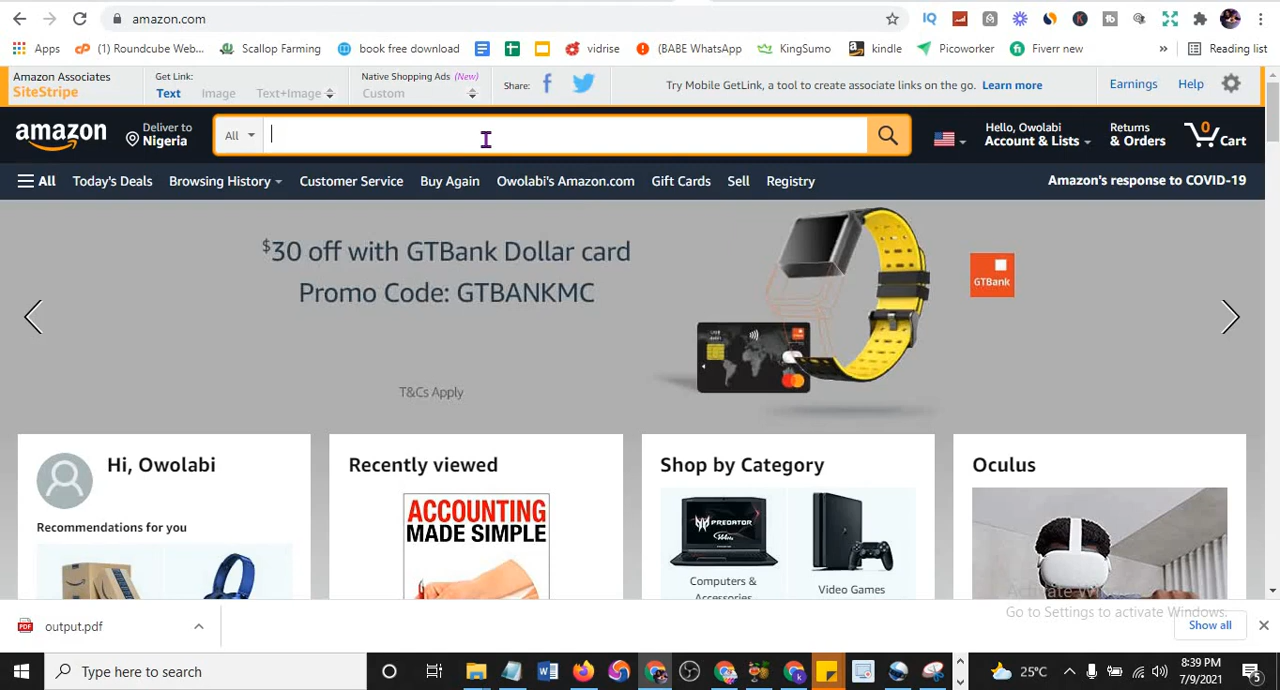 amazon.com
Apps
(1) Roundcube Web...
Scallop Farming
book free download
vidrise
(BABE WhatsApp
KingSumo
kindle
Picoworker
Fiverr new
»
Reading list
Amazon Associates
SiteStripe
Get Link:
Text
Image
Text+Image
Native Shopping Ads (New)
Custom
Share:
Try Mobile GetLink, a tool to create associate links on the go. Learn more
Earnings
Help
amazon
Deliver to
Nigeria
All
Hello, Owolabi
Account & Lists
Returns
& Orders
0
Cart
All
Today's Deals
Browsing History
Customer Service
Buy Again
Owolabi's Amazon.com
Gift Cards
Sell
Registry
Amazon's response to COVID-19
$30 off with GTBank Dollar card
Promo Code: GTBANKMC
GTBank
T&Cs Apply
Hi, Owolabi
Recommendations for you
Recently viewed
ACCOUNTING
MADE SIMPLE
Shop by Category
PREDATOR
Computers &
Accessories
Video Games
Oculus
Activate Windows
Go to Settings to activate Windows.
output.pdf
Show all
Type here to search
25°C
8:39 PM
7/9/2021
5